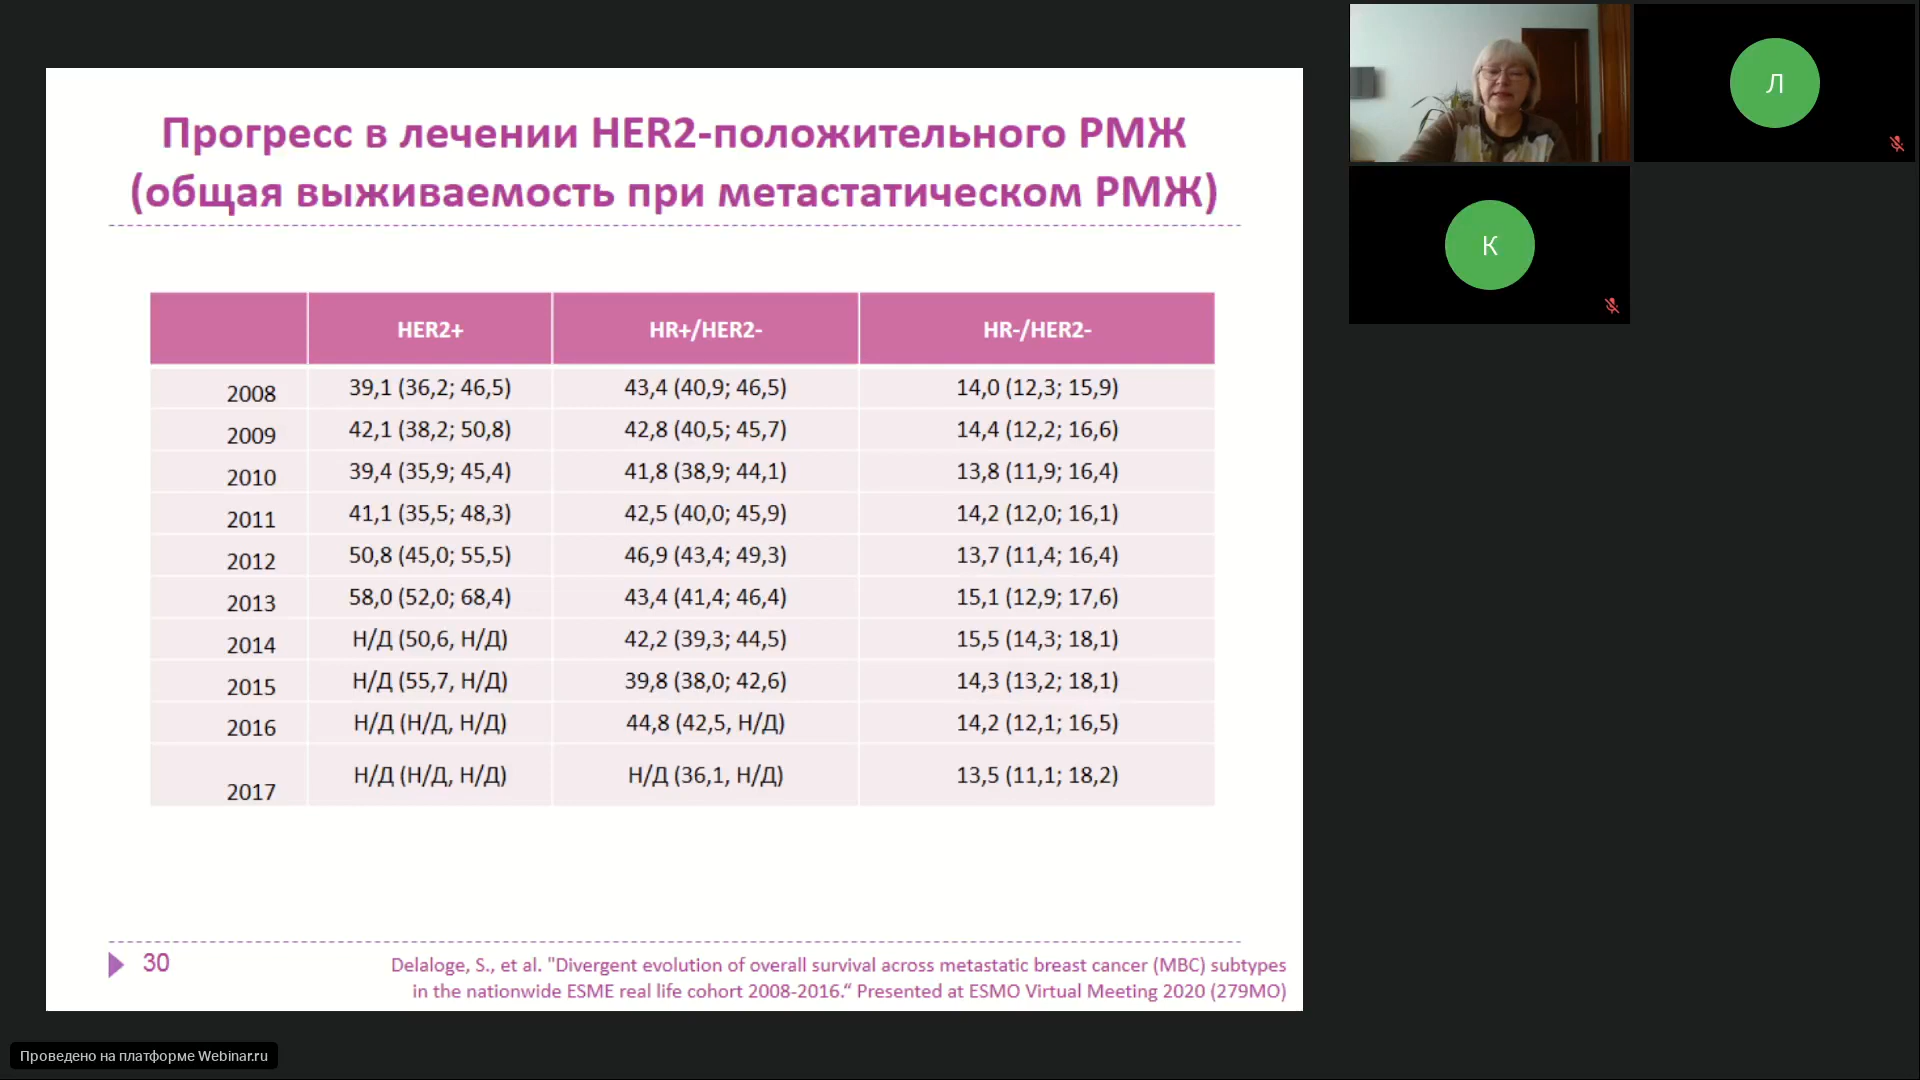 Прогресс в лечении HER2-положительного РМЖ
(общая выживаемость при метастатическом РМЖ)
HER2+ HR+/HER2- HR-/HER2-
2008 39,1 (36,2; 46,5) 43,4 (40,9; 46,5) 14,0 (12,3; 15,9)
2009 42,1 (38,2; 50,8) 42,8 (40,5; 45,7) 14,4 (12,2; 16,6)
2010 39,4 (35,9; 45,4) 41,8 (38,9; 44,1) 13,8 (11,9; 16,4)
2011 41,1 (35,5; 48,3) 42,5 (40,0; 45,9) 14,2 (12,0; 16,1)
2012 50,8 (45,0; 55,5) 46,9 (43,4; 49,3) 13,7 (11,4; 16,4)
2013 58,0 (52,0; 68,4) 43,4 (41,4; 46,4) 15,1 (12,9; 17,6)
2014 Н/Д (50,6, Н/Д) 42,2 (39,3; 44,5) 15,5 (14,3; 18,1)
2015 Н/Д (55,7, Н/Д) 39,8 (38,0; 42,6) 14,3 (13,2; 18,1)
2016 Н/Д (Н/Д, Н/Д) 44,8 (42,5, Н/Д) 14,2 (12,1; 16,5)
2017 Н/Д (Н/Д, Н/Д) Н/Д (36,1, Н/Д) 13,5 (11,1; 18,2)
30
Delaloge, S., et al. "Divergent evolution of overall survival across metastatic breast cancer (MBC) subtypes
in the nationwide ESME real life cohort 2008-2016.“ Presented at ESMO Virtual Meeting 2020 (279MO)
Л
К
Проведено на платформе Webinar.ru